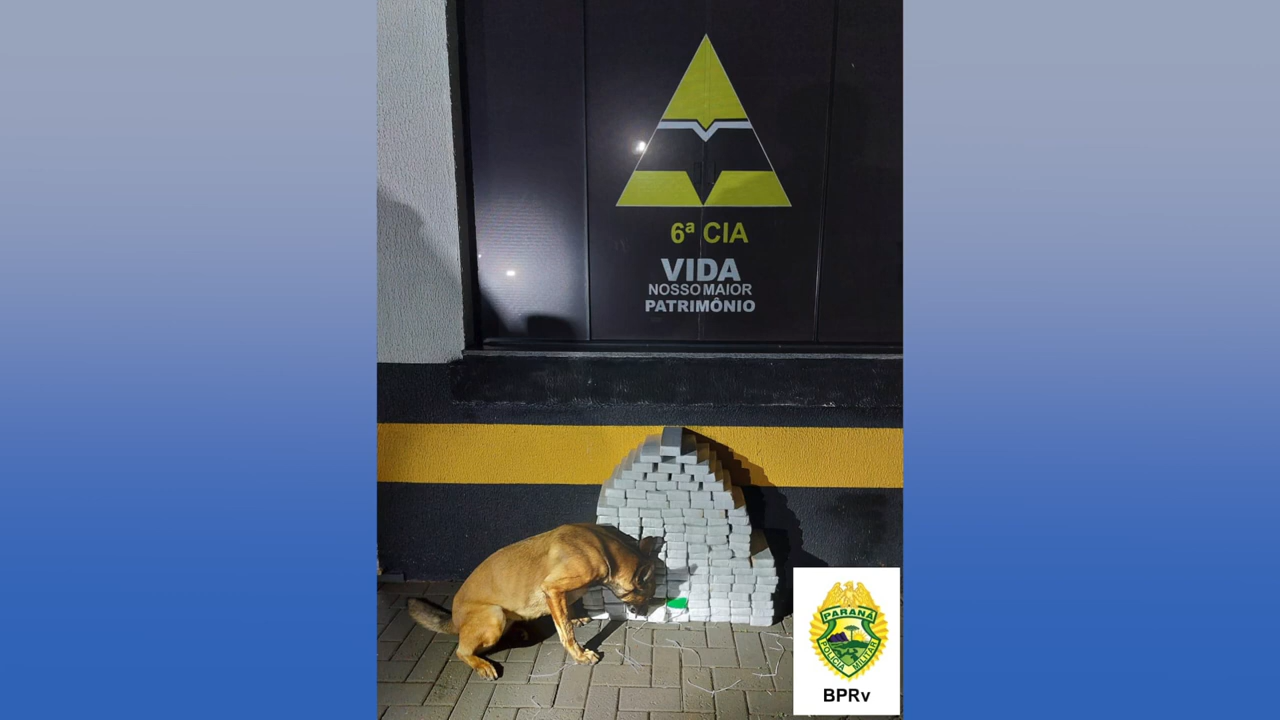 6ª CIA
VIDA
NOSSO MAIOR
PATRIMÔNIO
PARANÁ
POLÍCIA MILITAR
BPRv